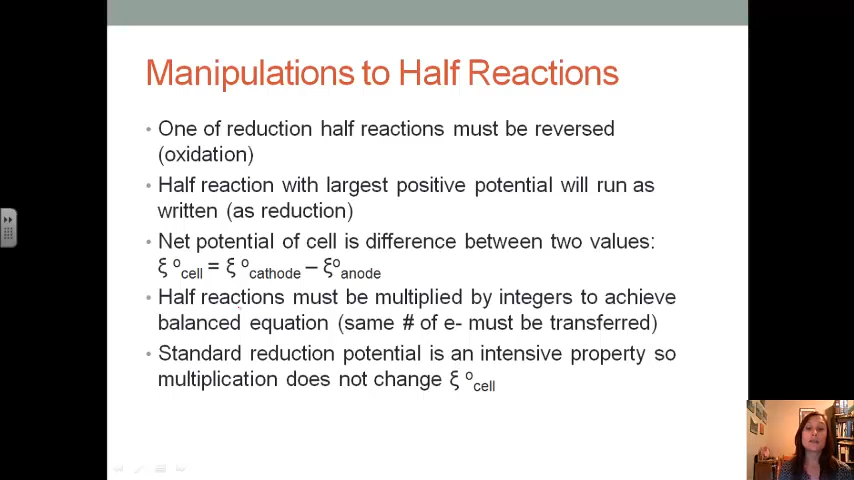 Manipulations to Half Reactions
• One of reduction half reactions must be reversed
(oxidation)
• Half reaction with largest positive potential will run as
written (as reduction)
• Net potential of cell is difference between two values:
ξ °cell = ξ °cathode – ξ°anode
• Half reactions must be multiplied by integers to achieve
balanced equation (same # of e- must be transferred)
• Standard reduction potential is an intensive property so
multiplication does not change ξ °cell